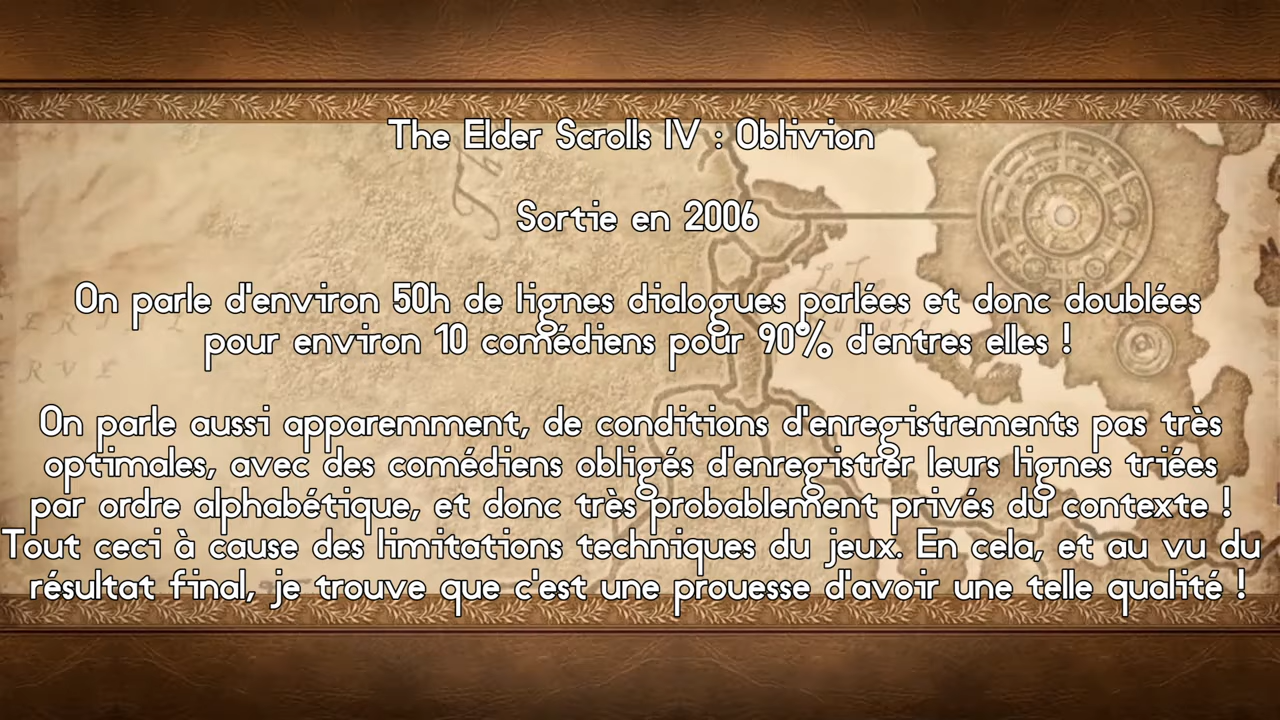 The Elder Scrolls IV : Oblivion
Sortie en 2006
On parle d'environ 50h de lignes dialogues parlées et donc doublées
pour environ 10 comédiens pour 90% d'entres elles !
On parle aussi apparemment, de conditions d'enregistrements pas très
optimales, avec des comédiens obligés d'enregistrer leurs lignes triées
par ordre alphabétique, et donc très probablement privés du contexte !
Tout ceci à cause des limitations techniques du jeux. En cela, et au vu du
résultat final, je trouve que c'est une prouesse d'avoir une telle qualité !